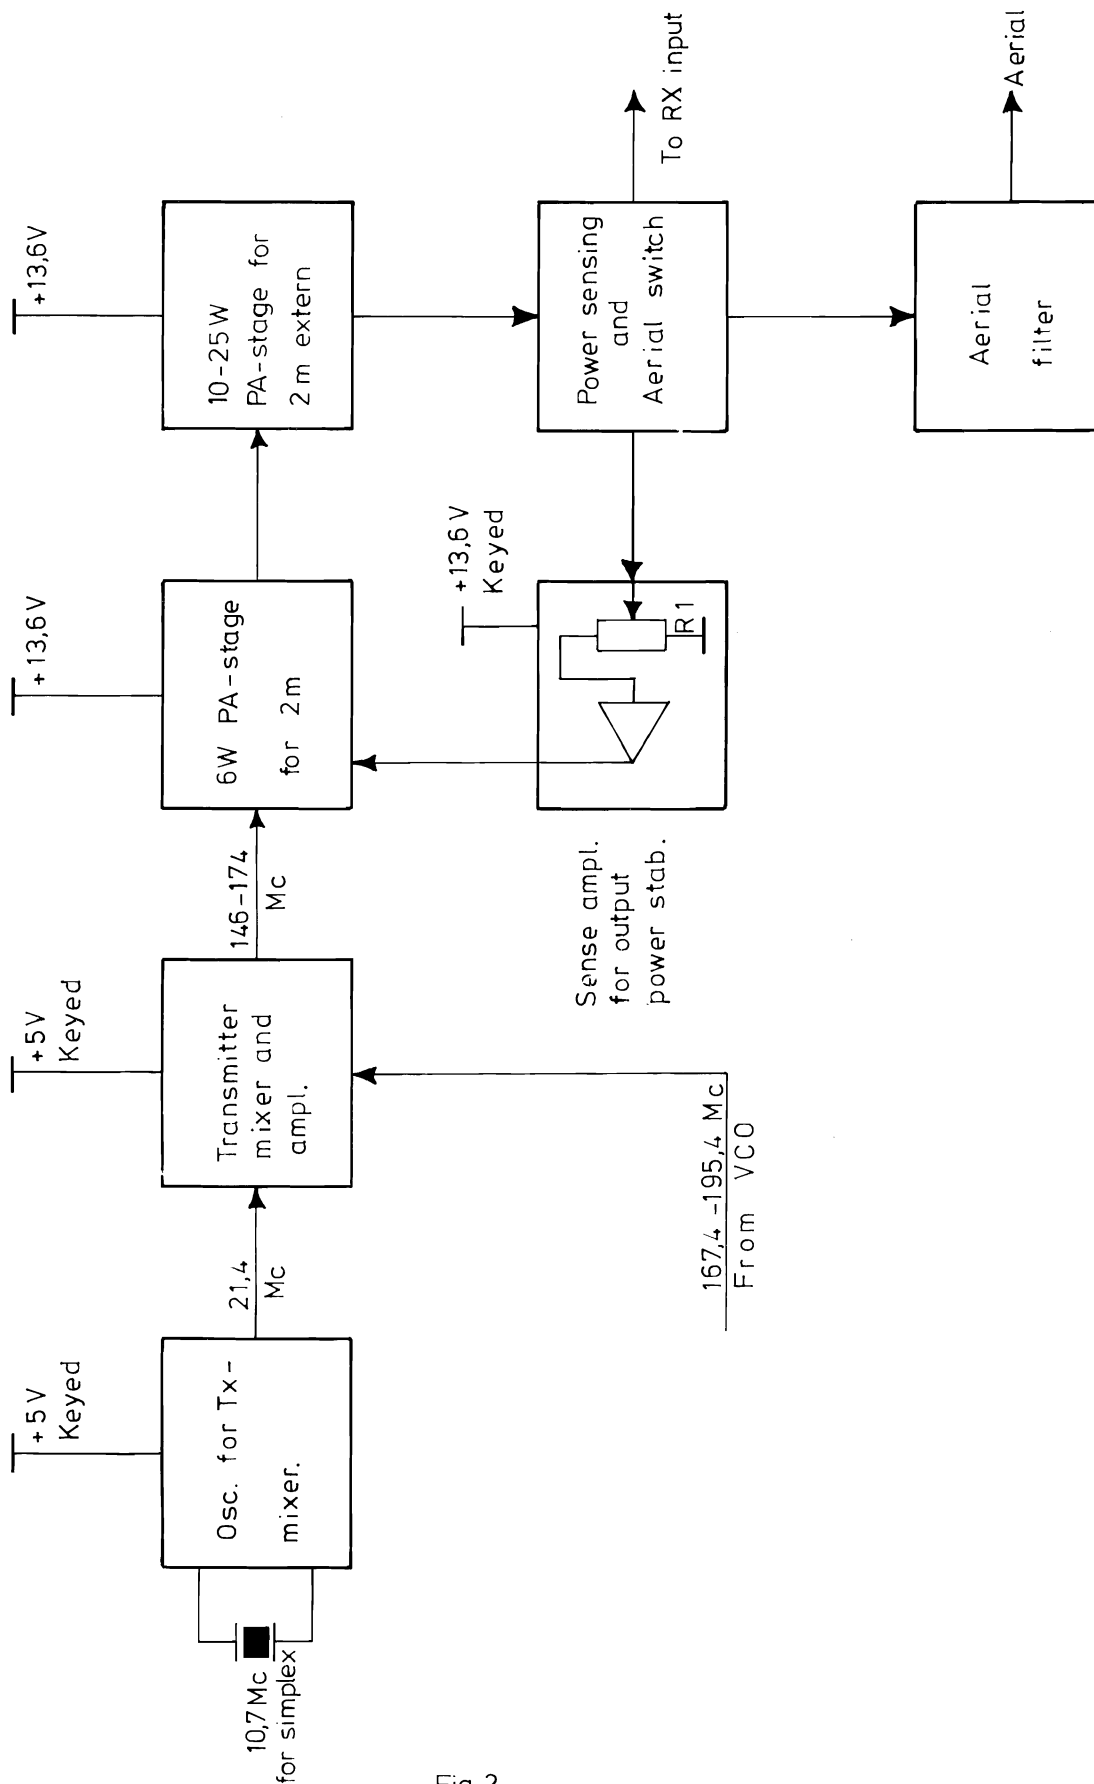 +5V
Keyed
+5V
Keyed
+13,6V
+13,6V
10,7Mc
for simplex
Osc. for Tx-
mixer.
21,4
Mc
Transmitter
mixer and
ampl.
146-174
Mc
6W PA-stage
for 2m
10-25W
PA-stage for
2m extern
+13,6V
Keyed
R1
Sense ampl.
for output
power stab.
Power sensing
and
Aerial switch
To RX input
167,4-195,4 Mc
From VCO
Aerial
filter
Aerial
Fig. 2